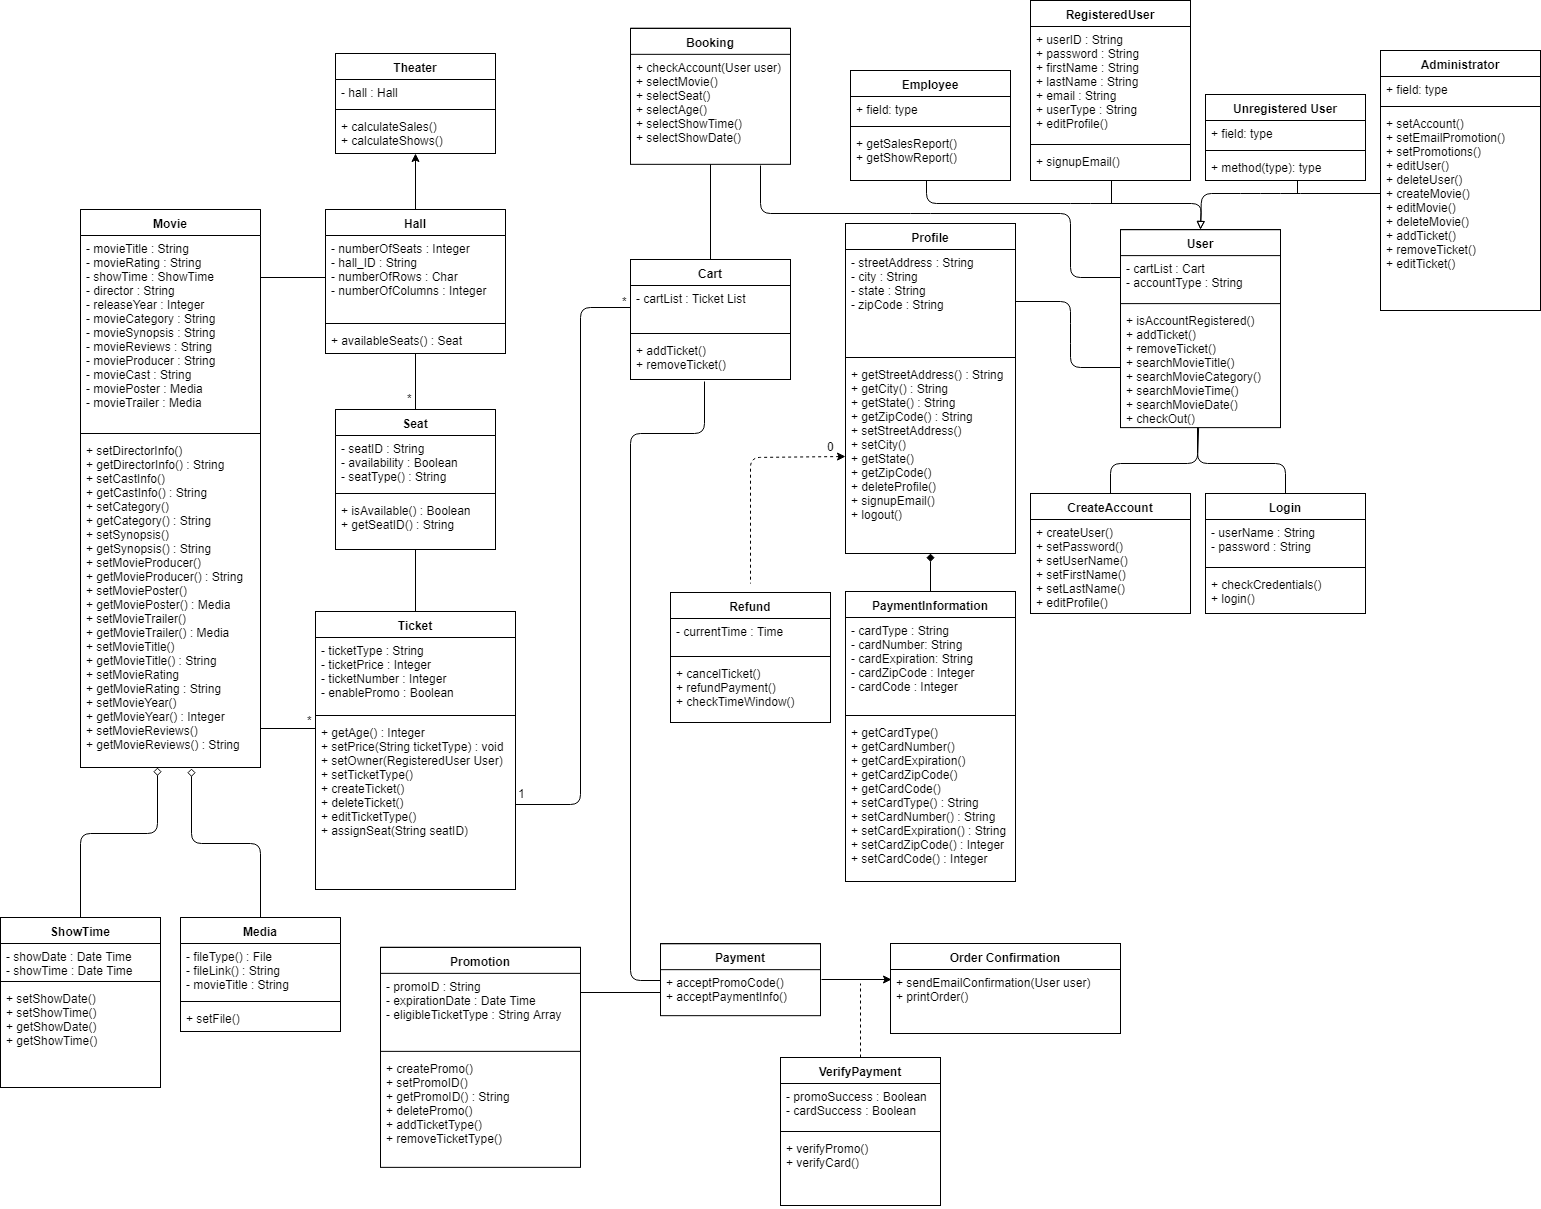 Theater
- hall : Hall
+ calculateSales()
+ calculateShows()
Booking
+ checkAccount(User user)
+ selectMovie()
+ selectSeat()
+ selectAge()
+ selectShowTime()
+ selectShowDate()
Employee
+ field: type
+ getSalesReport()
+ getShowReport()
RegisteredUser
+ userID : String
+ password : String
+ firstName : String
+ lastName : String
+ email : String
+ userType : String
+ editProfile()
+ signupEmail()
Unregistered User
+ field: type
+ method(type): type
Administrator
+ field: type
+ setAccount()
+ setEmailPromotion()
+ setPromotions()
+ editUser()
+ deleteUser()
+ createMovie()
+ editMovie()
+ deleteMovie()
+ addTicket()
+ removeTicket()
+ editTicket()
Movie
- movieTitle : String
- movieRating : String
- showTime : ShowTime
- director : String
- releaseYear : Integer
- movieCategory : String
- movieSynopsis : String
- movieReviews : String
- movieProducer : String
- movieCast : String
- moviePoster : Media
- movieTrailer : Media
+ setDirectorInfo()
+ getDirectorInfo() : String
+ setCastInfo()
+ getCastInfo() : String
+ setCategory()
+ getCategory() : String
+ setSynopsis()
+ getSynopsis() : String
+ setMovieProducer()
+ getMovieProducer() : String
+ setMoviePoster()
+ getMoviePoster() : Media
+ setMovieTrailer()
+ getMovieTrailer() : Media
+ setMovieTitle()
+ getMovieTitle() : String
+ setMovieRating
+ getMovieRating : String
+ setMovieYear()
+ getMovieYear() : Integer
+ setMovieReviews()
+ getMovieReviews() : String
Hall
- numberOfSeats : Integer
- hall_ID : String
- numberOfRows : Char
- numberOfColumns : Integer
+ availableSeats() : Seat
*
Seat
- seatID : String
- availability : Boolean
- seatType() : String
+ isAvailable() : Boolean
+ getSeatID() : String
Ticket
- ticketType : String
- ticketPrice : Integer
- ticketNumber : Integer
- enablePromo : Boolean
+ getAge() : Integer
+ setPrice(String ticketType) : void
+ setOwner(RegisteredUser User)
+ setTicketType()
+ createTicket()
+ deleteTicket()
+ editTicketType()
+ assignSeat(String seatID)
*
1
*
Cart
- cartList : Ticket List
+ addTicket()
+ removeTicket()
Profile
- streetAddress : String
- city : String
- state : String
- zipCode : String
+ getStreetAddress() : String
+ getCity() : String
+ getState() : String
+ getZipCode() : String
+ setStreetAddress()
+ setCity()
+ getState()
+ getZipCode()
+ deleteProfile()
+ signupEmail()
+ logout()
0
User
- cartList : Cart
- accountType : String
+ isAccountRegistered()
+ addTicket()
+ removeTicket()
+ searchMovieTitle()
+ searchMovieCategory()
+ searchMovieTime()
+ searchMovieDate()
+ checkOut()
CreateAccount
+ createUser()
+ setPassword()
+ setUserName()
+ setFirstName()
+ setLastName()
+ editProfile()
Login
- userName : String
- password : String
+ checkCredentials()
+ login()
Refund
- currentTime : Time
+ cancelTicket()
+ refundPayment()
+ checkTimeWindow()
PaymentInformation
- cardType : String
- cardNumber: String
- cardExpiration: String
- cardZipCode : Integer
- cardCode : Integer
+ getCardType()
+ getCardNumber()
+ getCardExpiration()
+ getCardZipCode()
+ getCardCode()
+ setCardType() : String
+ setCardNumber() : String
+ setCardExpiration() : String
+ setCardZipCode() : Integer
+ setCardCode() : Integer
ShowTime
- showDate : Date Time
- showTime : Date Time
+ setShowDate()
+ setShowTime()
+ getShowDate()
+ getShowTime()
Media
- fileType() : File
- fileLink() : String
- movieTitle : String
+ setFile()
Promotion
- promoID : String
- expirationDate : Date Time
- eligibleTicketType : String Array
+ createPromo()
+ setPromoID()
+ getPromoID() : String
+ deletePromo()
+ addTicketType()
+ removeTicketType()
Payment
+ acceptPromoCode()
+ acceptPaymentInfo()
Order Confirmation
+ sendEmailConfirmation(User user)
+ printOrder()
VerifyPayment
- promoSuccess : Boolean
- cardSuccess : Boolean
+ verifyPromo()
+ verifyCard()